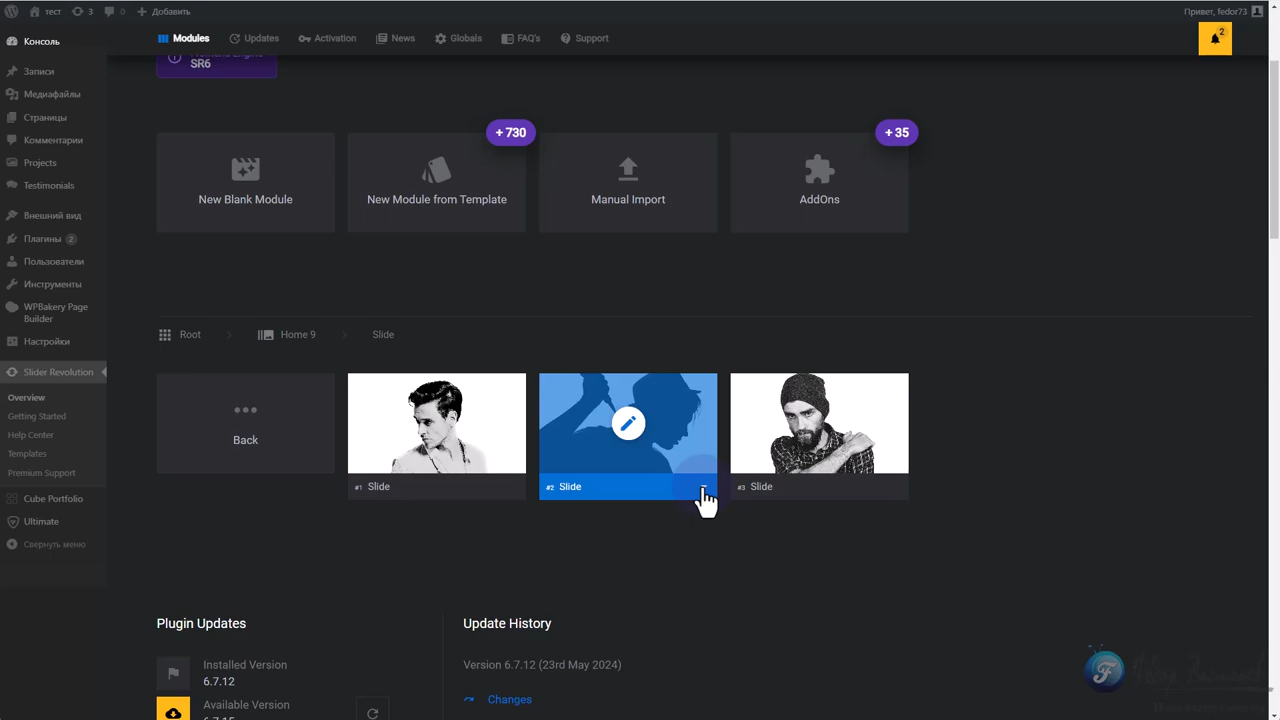 тест
3
0
Добавить
Привет, fedor73
Консоль
Записи
Медиафайлы
Страницы
Комментарии
Projects
Testimonials
Внешний вид
Плагины 2
Пользователи
Инструменты
WPBakery Page
Builder
Настройки
Slider Revolution
Overview
Getting Started
Help Center
Templates
Premium Support
Cube Portfolio
Ultimate
Свернуть меню
Modules
Updates
Activation
News
Globals
FAQ's
Support
2
SR6
New Blank Module
+ 730
New Module from Template
Manual Import
+ 35
AddOns
Root
Home 9
Slide
Back
#1 Slide
#2 Slide
#3 Slide
Plugin Updates
Installed Version
6.7.12
Available Version
Update History
Version 6.7.12 (23rd May 2024)
Changes